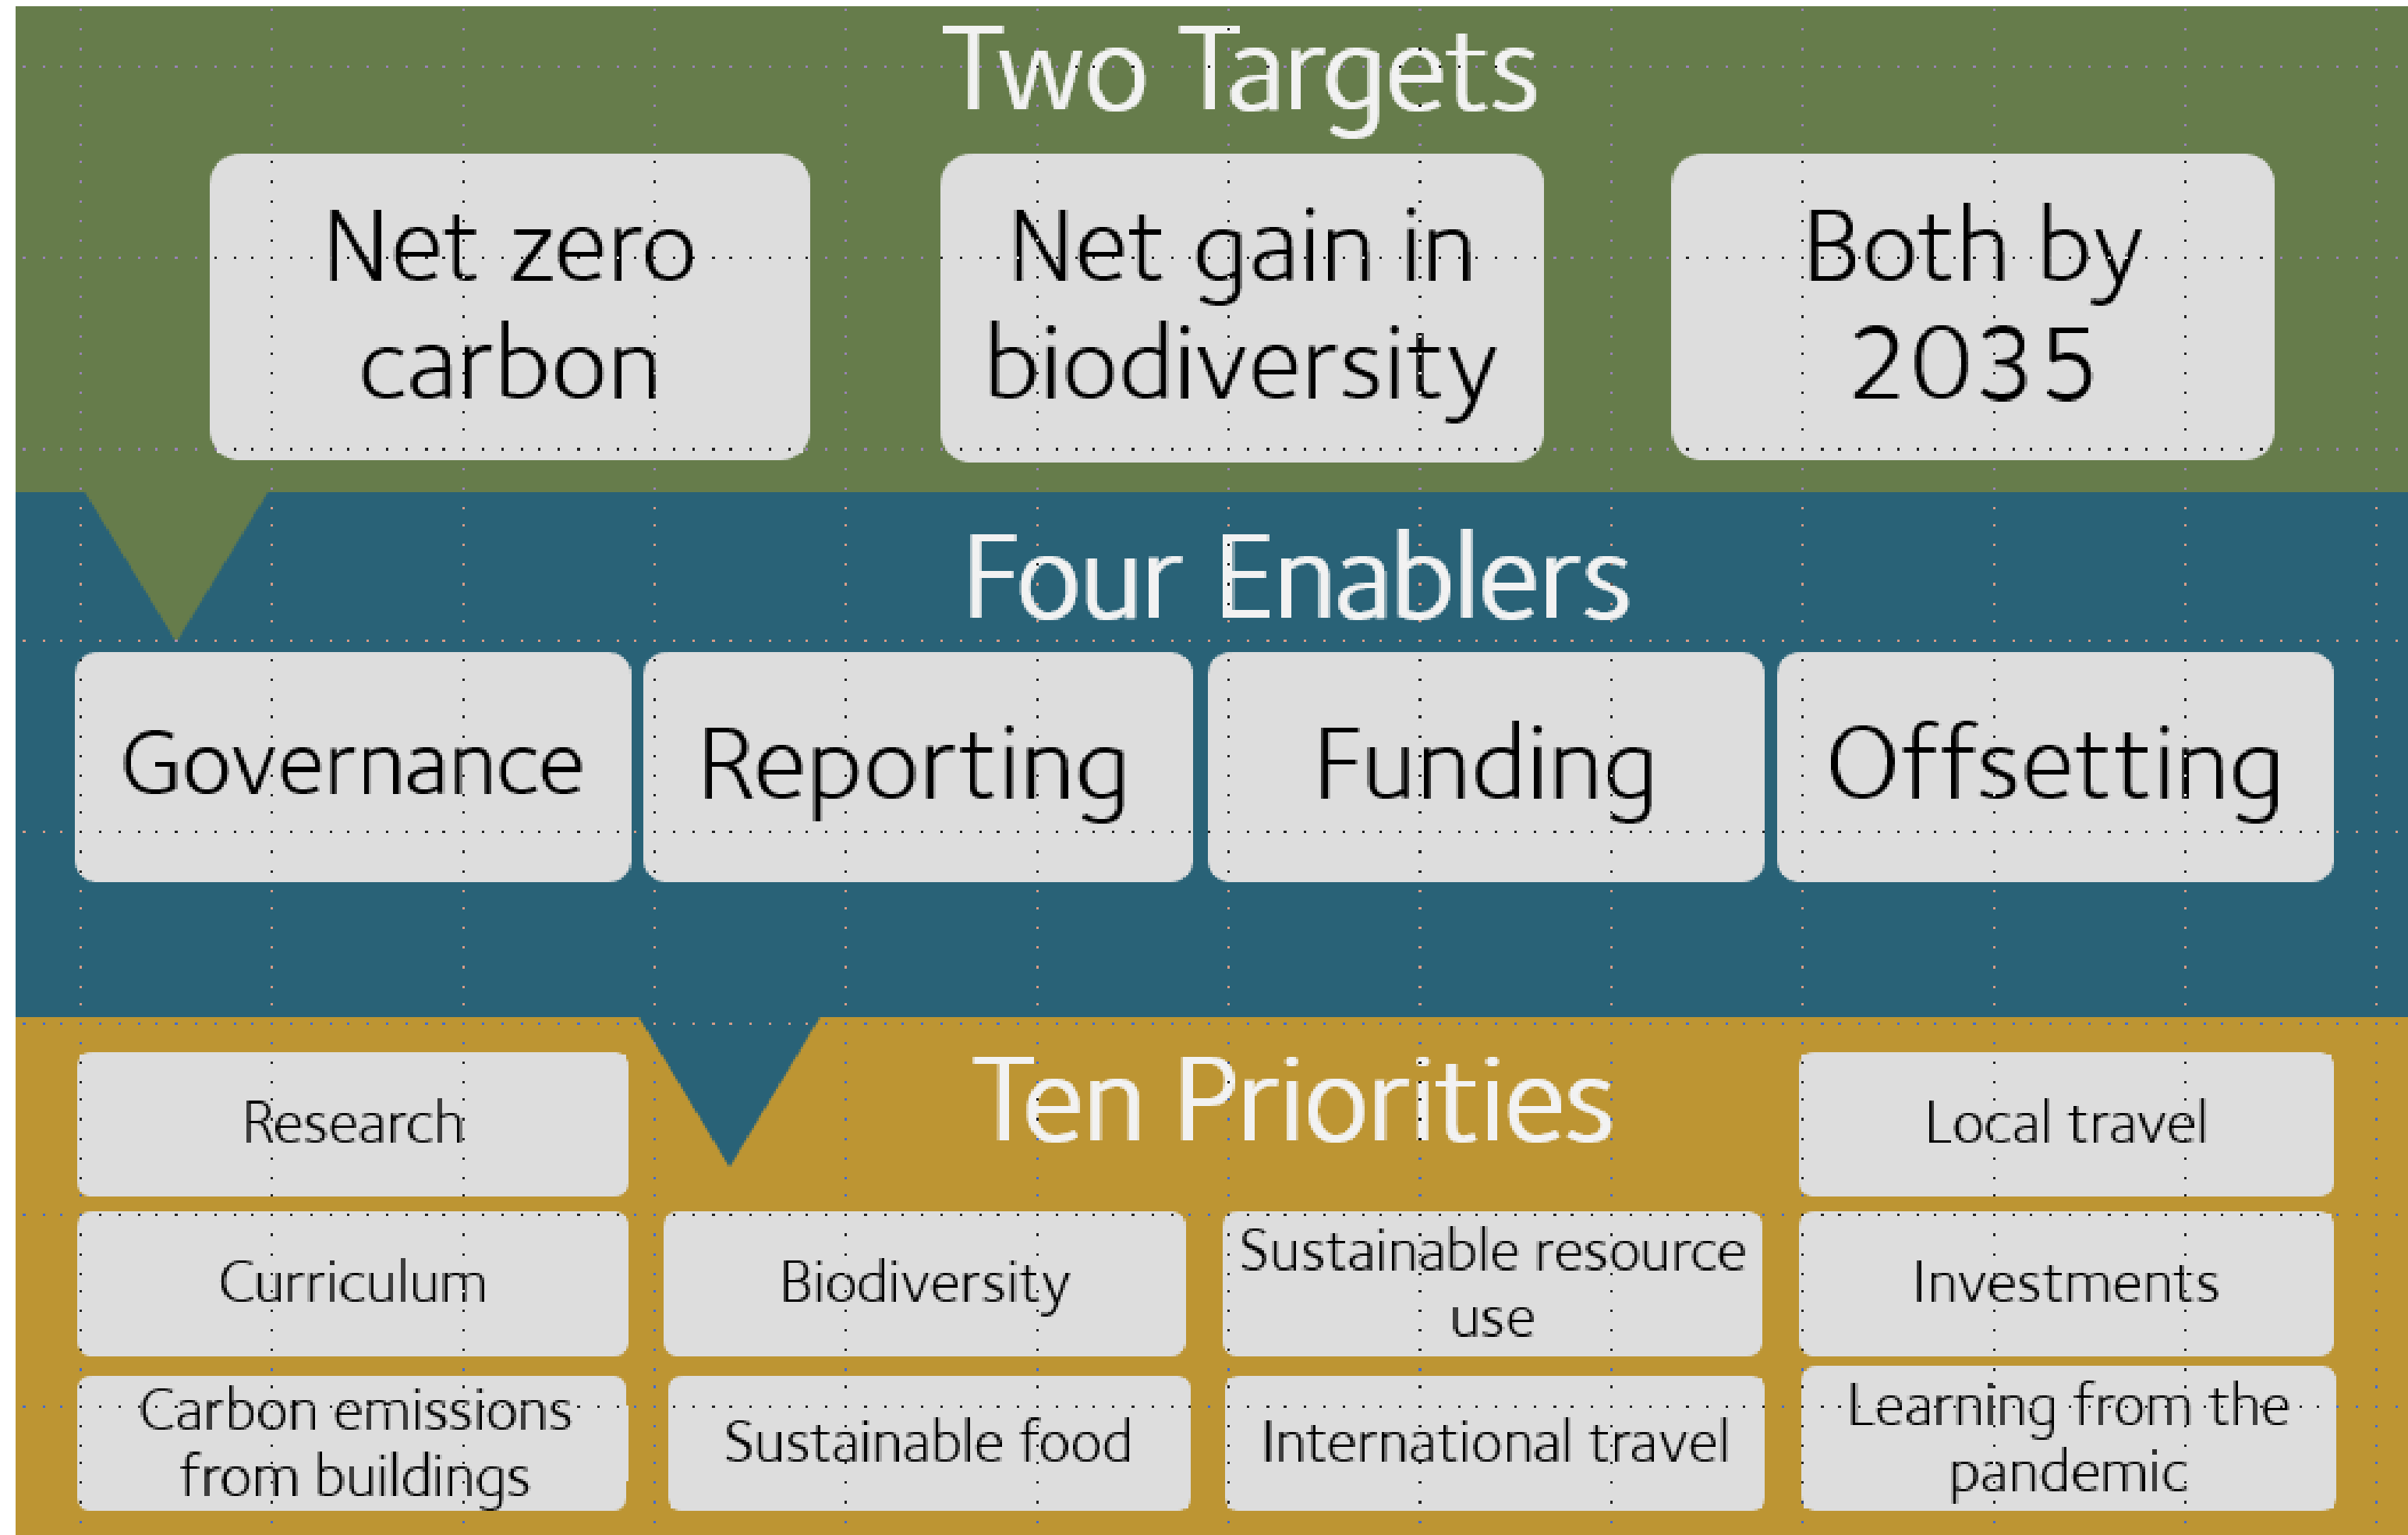 Two Targets
Net zero
carbon
Net gain in
biodiversity
Both by
2035
Four Enablers
Governance
Reporting
Funding
Offsetting
Ten Priorities
Research
Local travel
Curriculum
Biodiversity
Sustainable resource
use
Investments
Carbon emissions
from buildings
Sustainable food
International travel
Learning from the
pandemic